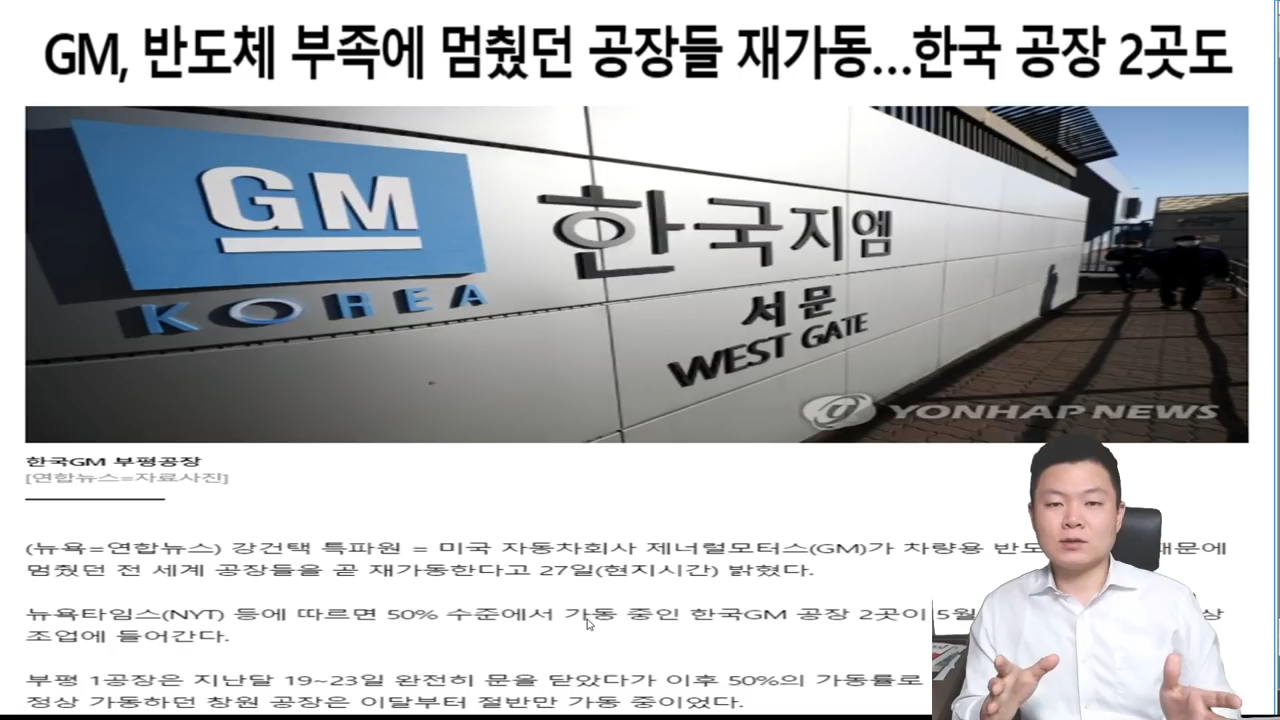 GM, 반도체 부족에 멈췄던 공장들 재가동...한국 공장 2곳도
GM
KOREA
한국지엠
서문
WEST GATE
YONHAP NEWS
한국GM 부평공장
[연합뉴스=자료사진]
(뉴욕=연합뉴스) 강건택 특파원 = 미국 자동차회사 제너럴모터스(GM)가 차량용
멈췄던 전 세계 공장들을 곧 재가동한다고 27일(현지시간) 밝혔다.
뉴욕타임스(NYT) 등에 따르면 50% 수준에서 가동 중인 한국GM 공장 2곳이 5월
조업에 들어간다.
부평 1공장은 지난달 19~23일 완전히 문을 닫았다가 이후 50%의 가동률로
정상 가동하던 창원 공장은 이달부터 절반만 가동 중이었다.